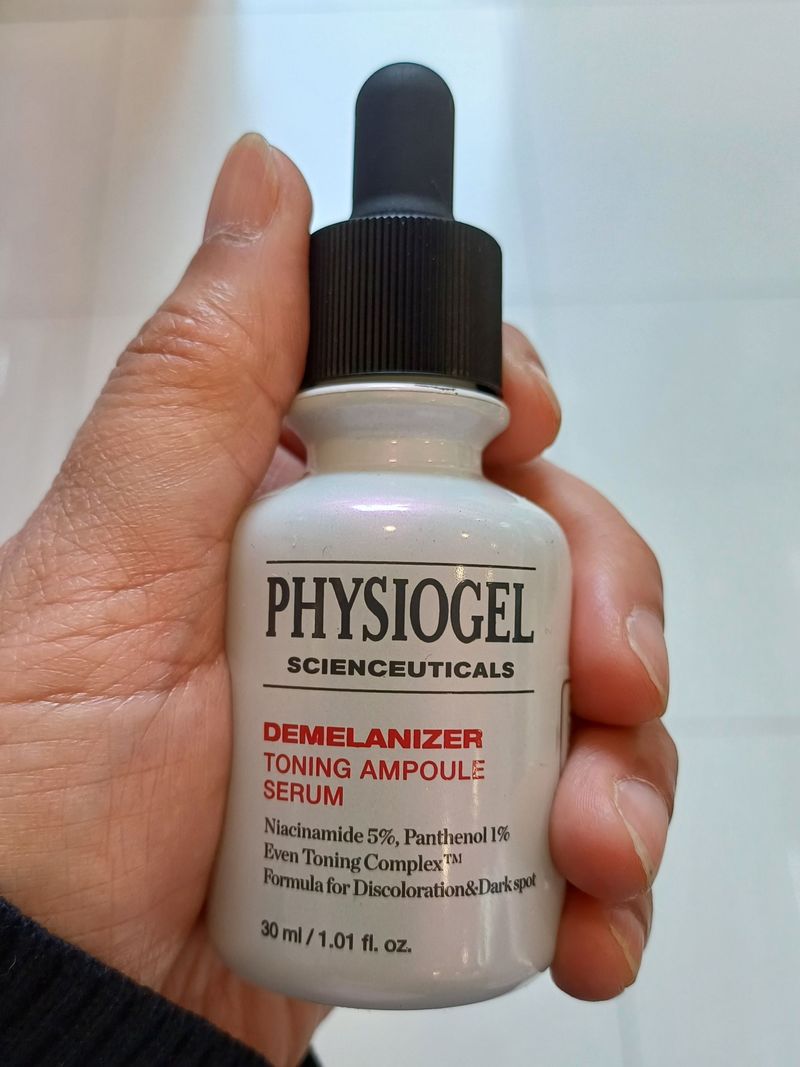 PHYSIOGEL
SCIENCEUTICALS
DEMELANIZER
TONING AMPOULE
SERUM
Niacinamide 5%, Panthenol 1%
Even Toning Complex™
Formula for Discoloration&Dark spot
30 ml / 1.01 fl. oz.